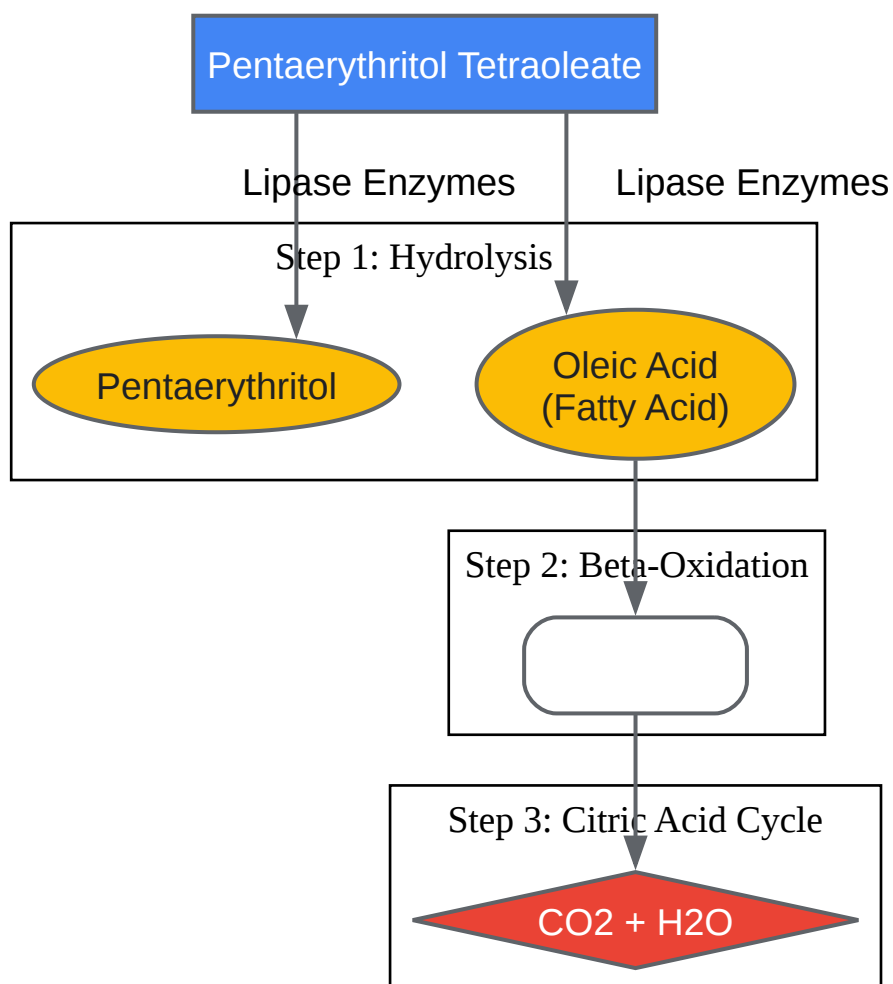 Pentaerythritol Tetraoleate
Lipase Enzymes
Lipase Enzymes
Step 1: Hydrolysis
Pentaerythritol
Oleic Acid
(Fatty Acid)
Step 2: Beta-Oxidation
Step 3: Citric Acid Cycle
CO2 + H2O